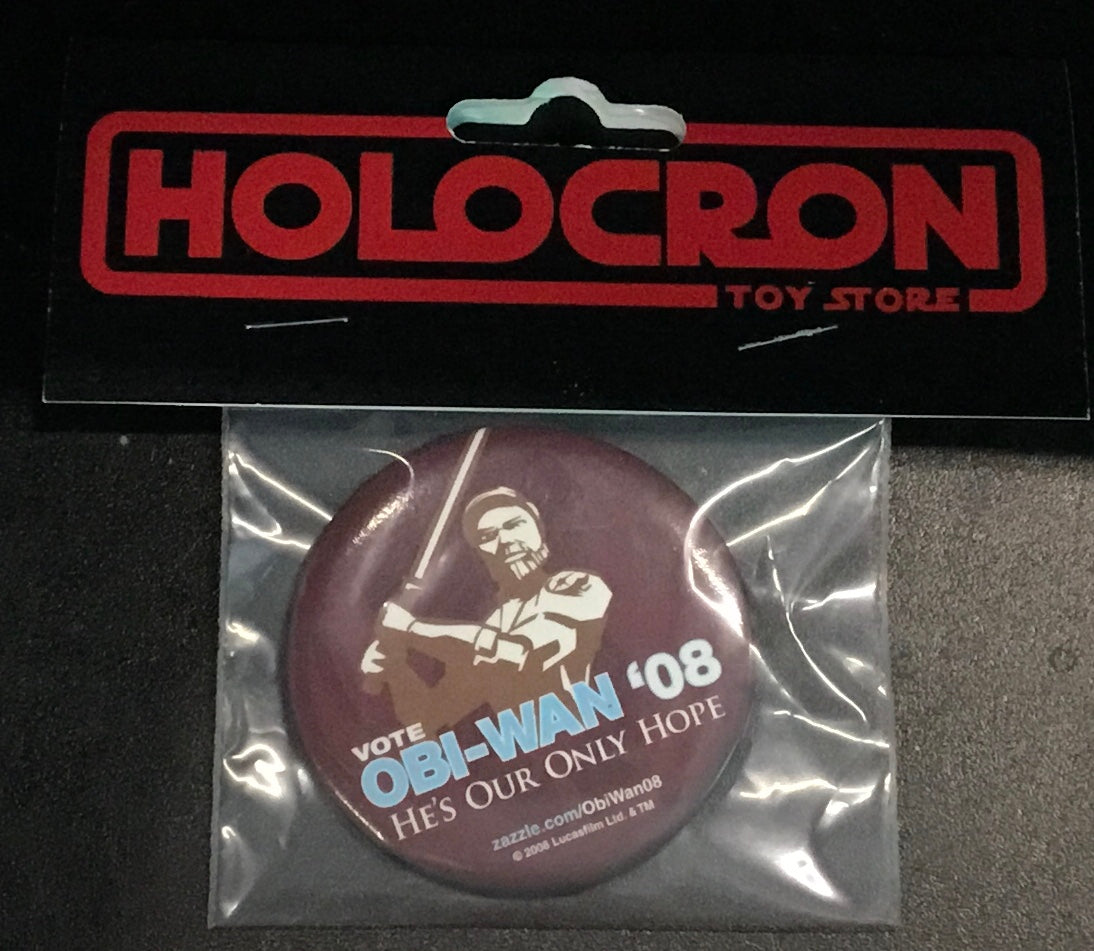 HOLOCRON
TOY STORE
VOTE
OBI-WAN '08
HE'S OUR ONLY HOPE
zazzle.com/ObiWan08
© 2008 Lucasfilm Ltd. & TM